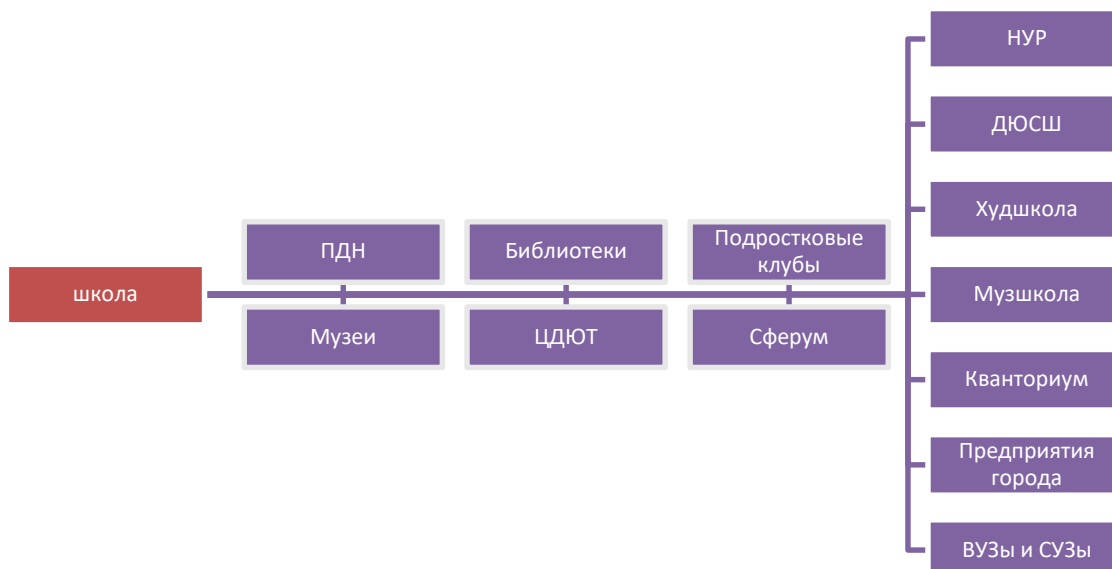 НУР
ДЮСШ
Худшкола
ПДН
Библиотеки
Подростковые
клубы
школа
Музшкола
Музеи
ЦДЮТ
Сферум
Кванториум
Предприятия
города
ВУЗы и СУЗы